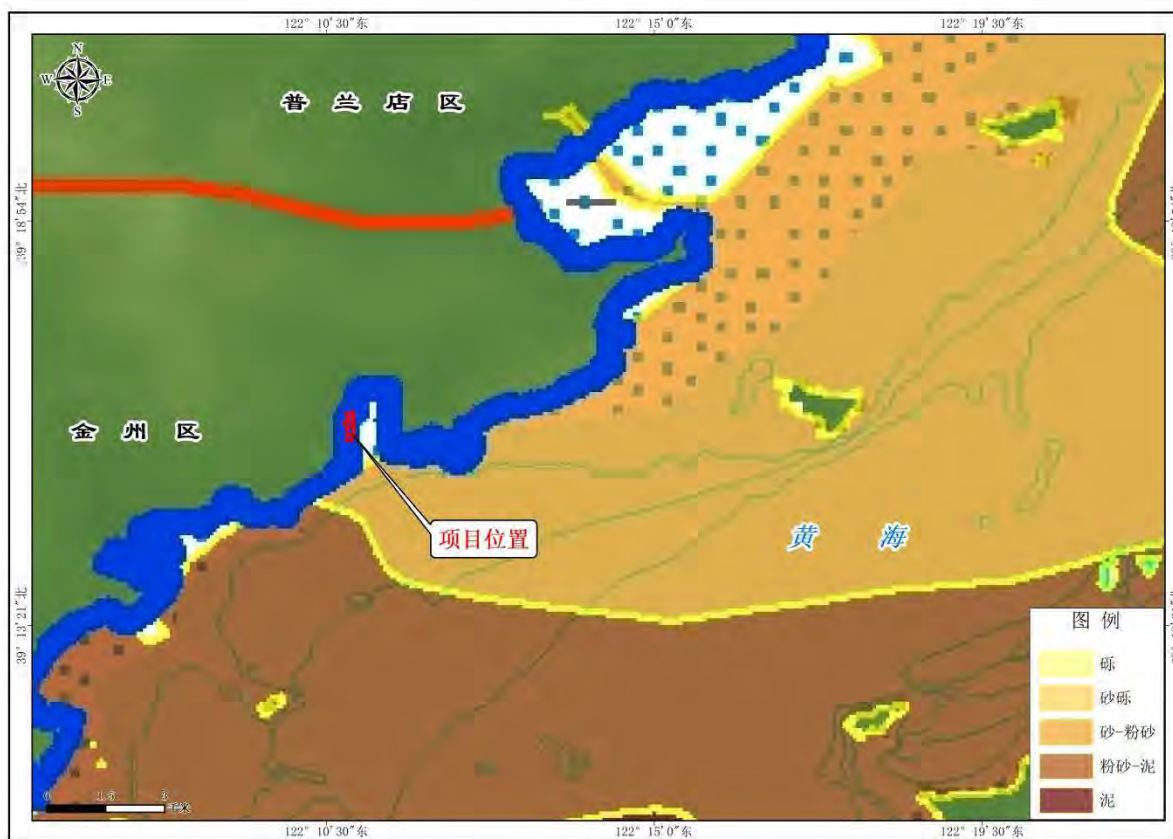 122° 10′30″东
122° 15′0″东
122° 19′30″东
N
W
E
S
普兰店区
39° 18′54″北
金州区
项目位置
黄海
39° 13′21″北
图例
砾
砂砾
砂-粉砂
粉砂-泥
泥
0 1.5 3
千米
122° 10′30″东
122° 15′0″东
122° 19′30″东